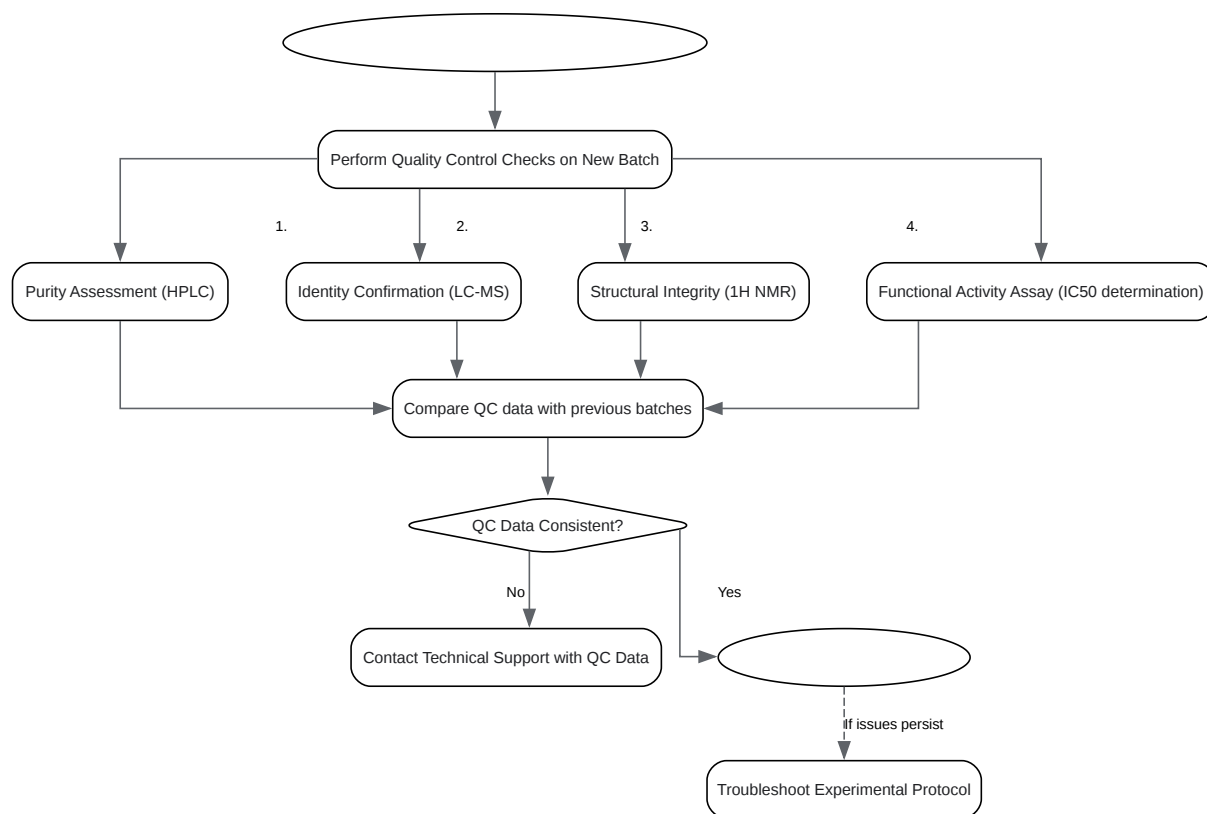 Perform Quality Control Checks on New Batch
1.
2.
3.
4.
Purity Assessment (HPLC)
Identity Confirmation (LC-MS)
Structural Integrity (1H NMR)
Functional Activity Assay (IC50 determination)
Compare QC data with previous batches
QC Data Consistent?
No
Yes
Contact Technical Support with QC Data
If issues persist
Troubleshoot Experimental Protocol